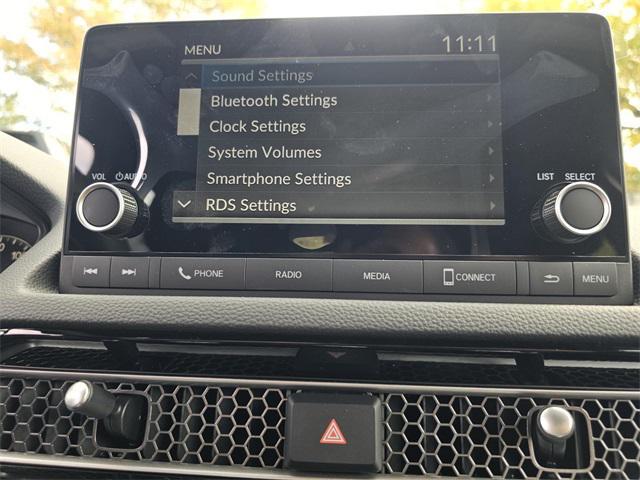 MENU 11:11
Sound Settings
Bluetooth Settings
Clock Settings
System Volumes
Smartphone Settings
RDS Settings
VOL AUDIO
LIST SELECT
PHONE RADIO MEDIA CONNECT MENU